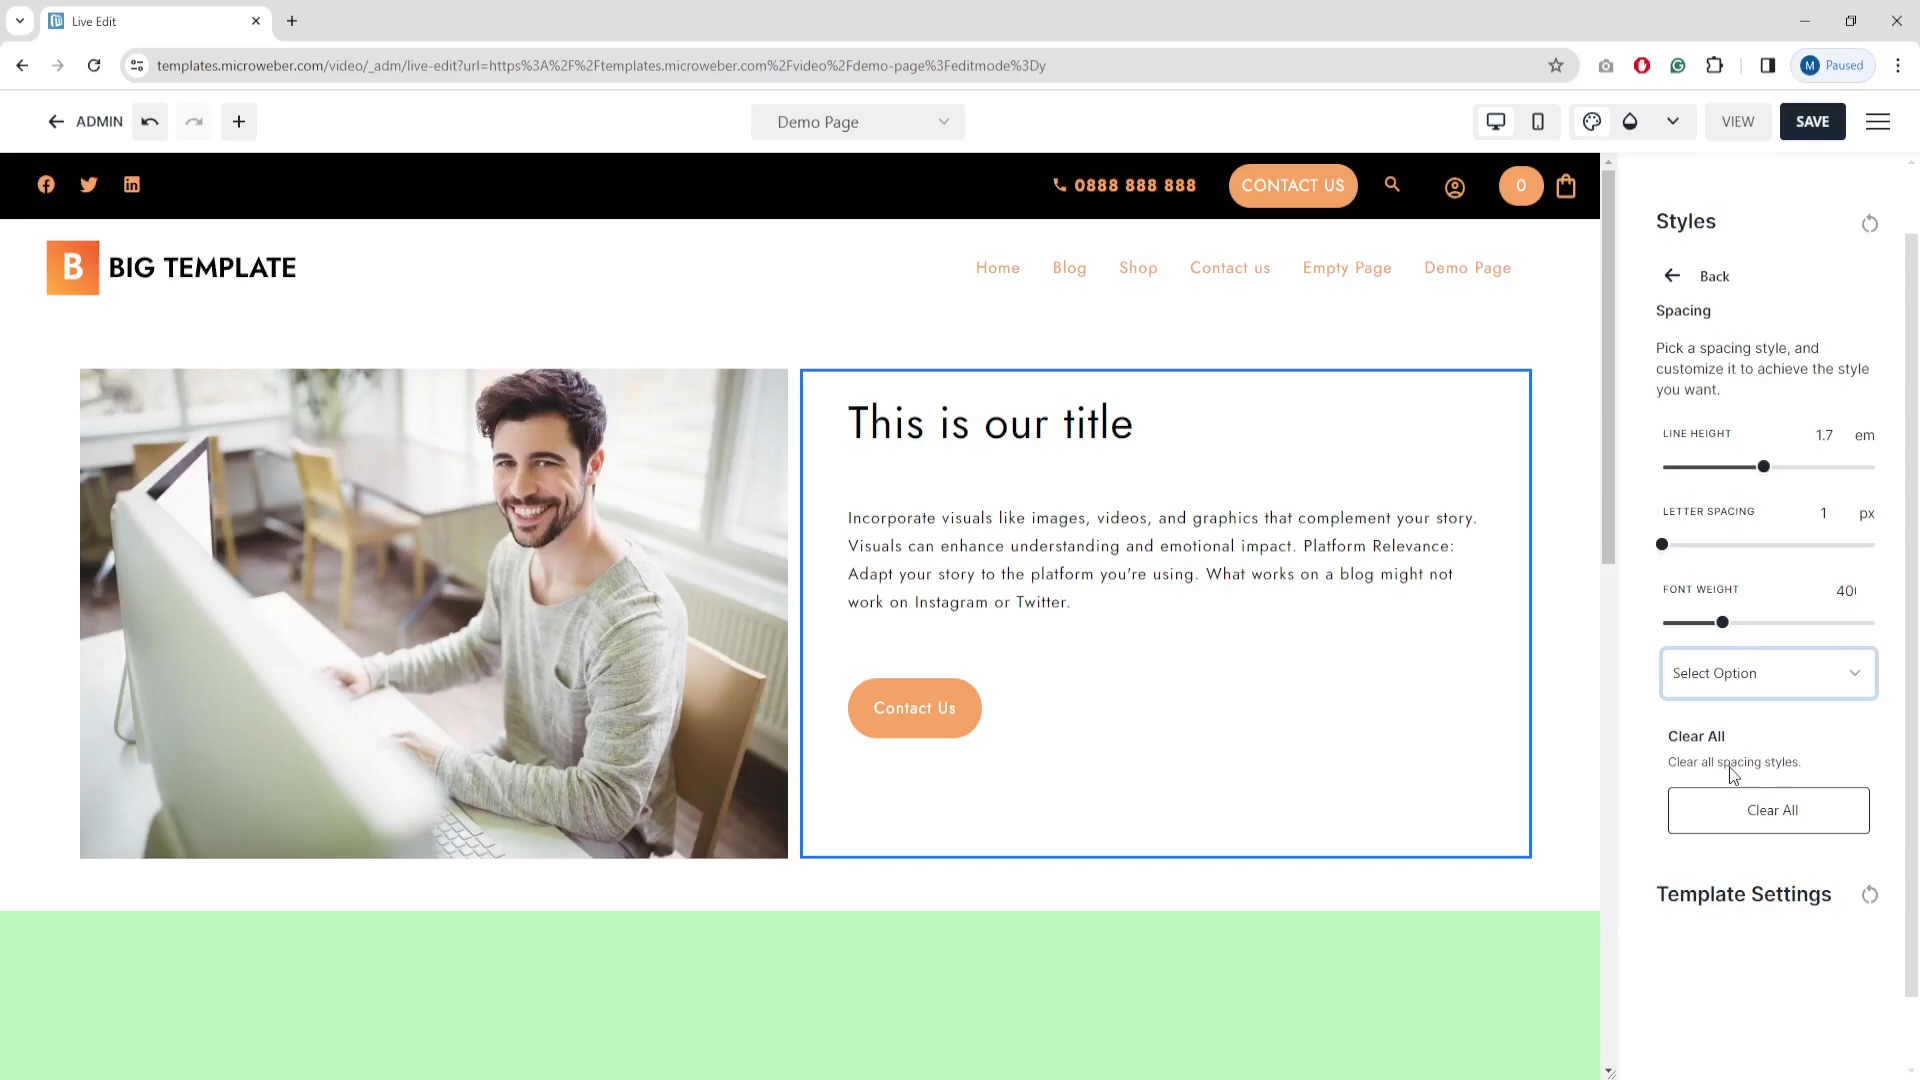 Live Edit
templates.microweber.com/video/_adm/live-edit?url=https%3A%2F%2Ftemplates.microweber.com%2Fvideo%2Fdemo-page%3Feditmode%3Dy
M Paused
ADMIN
Demo Page
VIEW
SAVE
0888 888 888
CONTACT US
0
B BIG TEMPLATE
Home
Blog
Shop
Contact us
Empty Page
Demo Page
This is our title
Incorporate visuals like images, videos, and graphics that complement your story.
Visuals can enhance understanding and emotional impact. Platform Relevance:
Adapt your story to the platform you're using. What works on a blog might not
work on Instagram or Twitter.
Contact Us
Styles
Back
Spacing
Pick a spacing style, and
customize it to achieve the style
you want.
LINE HEIGHT 1.7 em
LETTER SPACING 1 px
FONT WEIGHT 400
Select Option
Clear All
Clear all spacing styles.
Clear All
Template Settings